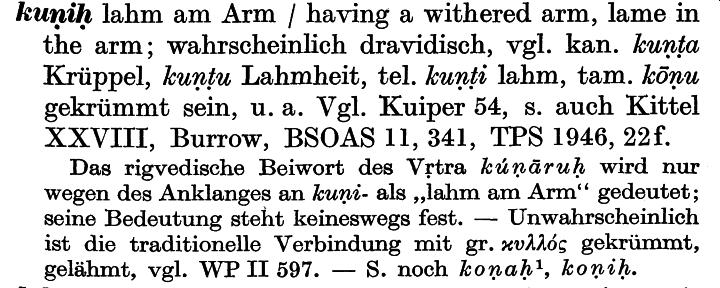 kuṇiḥ lahm am Arm / having a withered arm, lame in
the arm; wahrscheinlich dravidisch, vgl. kan. kuṇṭa
Krüppel, kuṇṭu Lahmheit, tel. kuṇṭi lahm, tam. kōṇu
gekrümmt sein, u. a. Vgl. Kuiper 54, s. auch Kittel
XXVIII, Burrow, BSOAS 11, 341, TPS 1946, 22f.
Das rigvedische Beiwort des Vṛtra kúṇāruḥ wird nur
wegen des Anklanges an kuṇi- als „lahm am Arm“ gedeutet;
seine Bedeutung steht keineswegs fest. — Unwahrscheinlich
ist die traditionelle Verbindung mit gr. κυλλός gekrümmt,
gelähmt, vgl. WP II 597. — S. noch koṇaḥ¹, koṇiḥ.